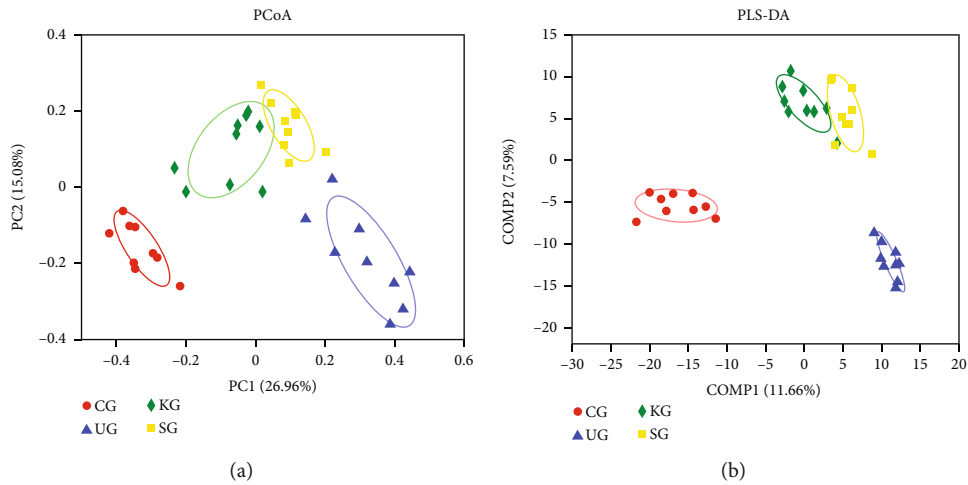 PCoA
0.4
0.2
0
−0.2
−0.4
PC2 (15.08%)
−0.4
−0.2
0
0.2
0.4
0.6
PC1 (26.96%)
CG
KG
UG
SG
(a)
PLS-DA
15
10
5
0
−5
−10
−15
−20
COMP2 (7.59%)
−30
−25
−20
−15
−10
−5
0
5
10
15
20
COMP1 (11.66%)
CG
KG
UG
SG
(b)